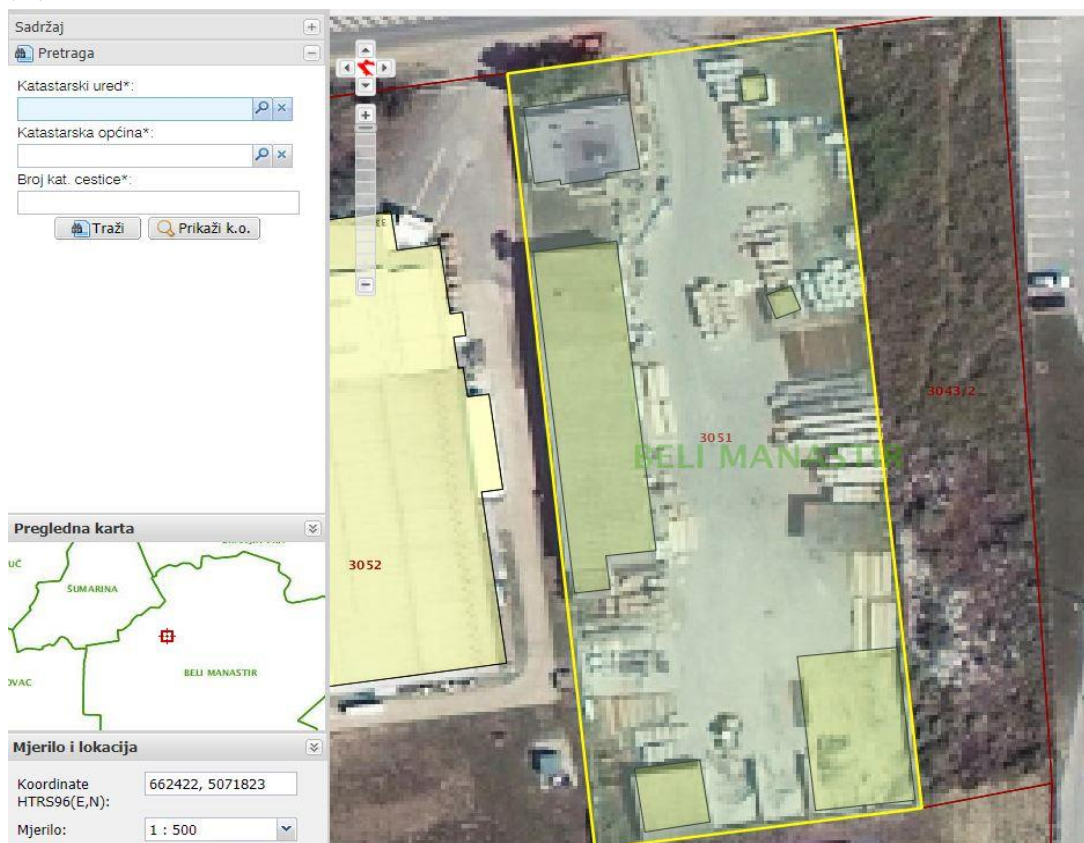 Sadržaj
Pretraga
Katastarski ured*:
Katastarska općina*:
Broj kat. cestice*:
Traži
Prikaži k.o.
Pregledna karta
ŠUMARINA
BELI MANASTIR
OVAC
Mjerilo i lokacija
Koordinate
HTRS96(E,N):
662422, 5071823
Mjerilo:
1 : 500
3043/2
3051
BELI MANASTIR
3052